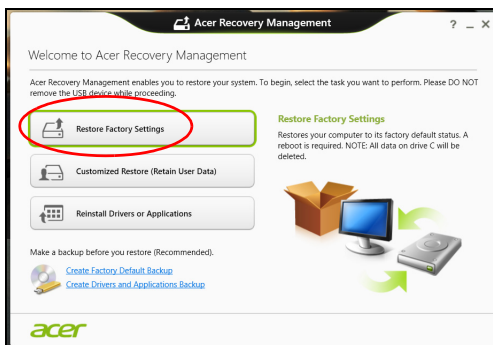 Acer Recovery Management
? _ X
Welcome to Acer Recovery Management
Acer Recovery Management enables you to restore your system. To begin, select the task you want to perform. Please DO NOT
remove the USB device while proceeding.
Restore Factory Settings
Customized Restore (Retain User Data)
Reinstall Drivers or Applications
Restore Factory Settings
Restores your computer to its factory default status. A
reboot is required. NOTE: All data on drive C will be
deleted.
Make a backup before you restore (Recommended).
Create Factory Default Backup
Create Drivers and Applications Backup
acer